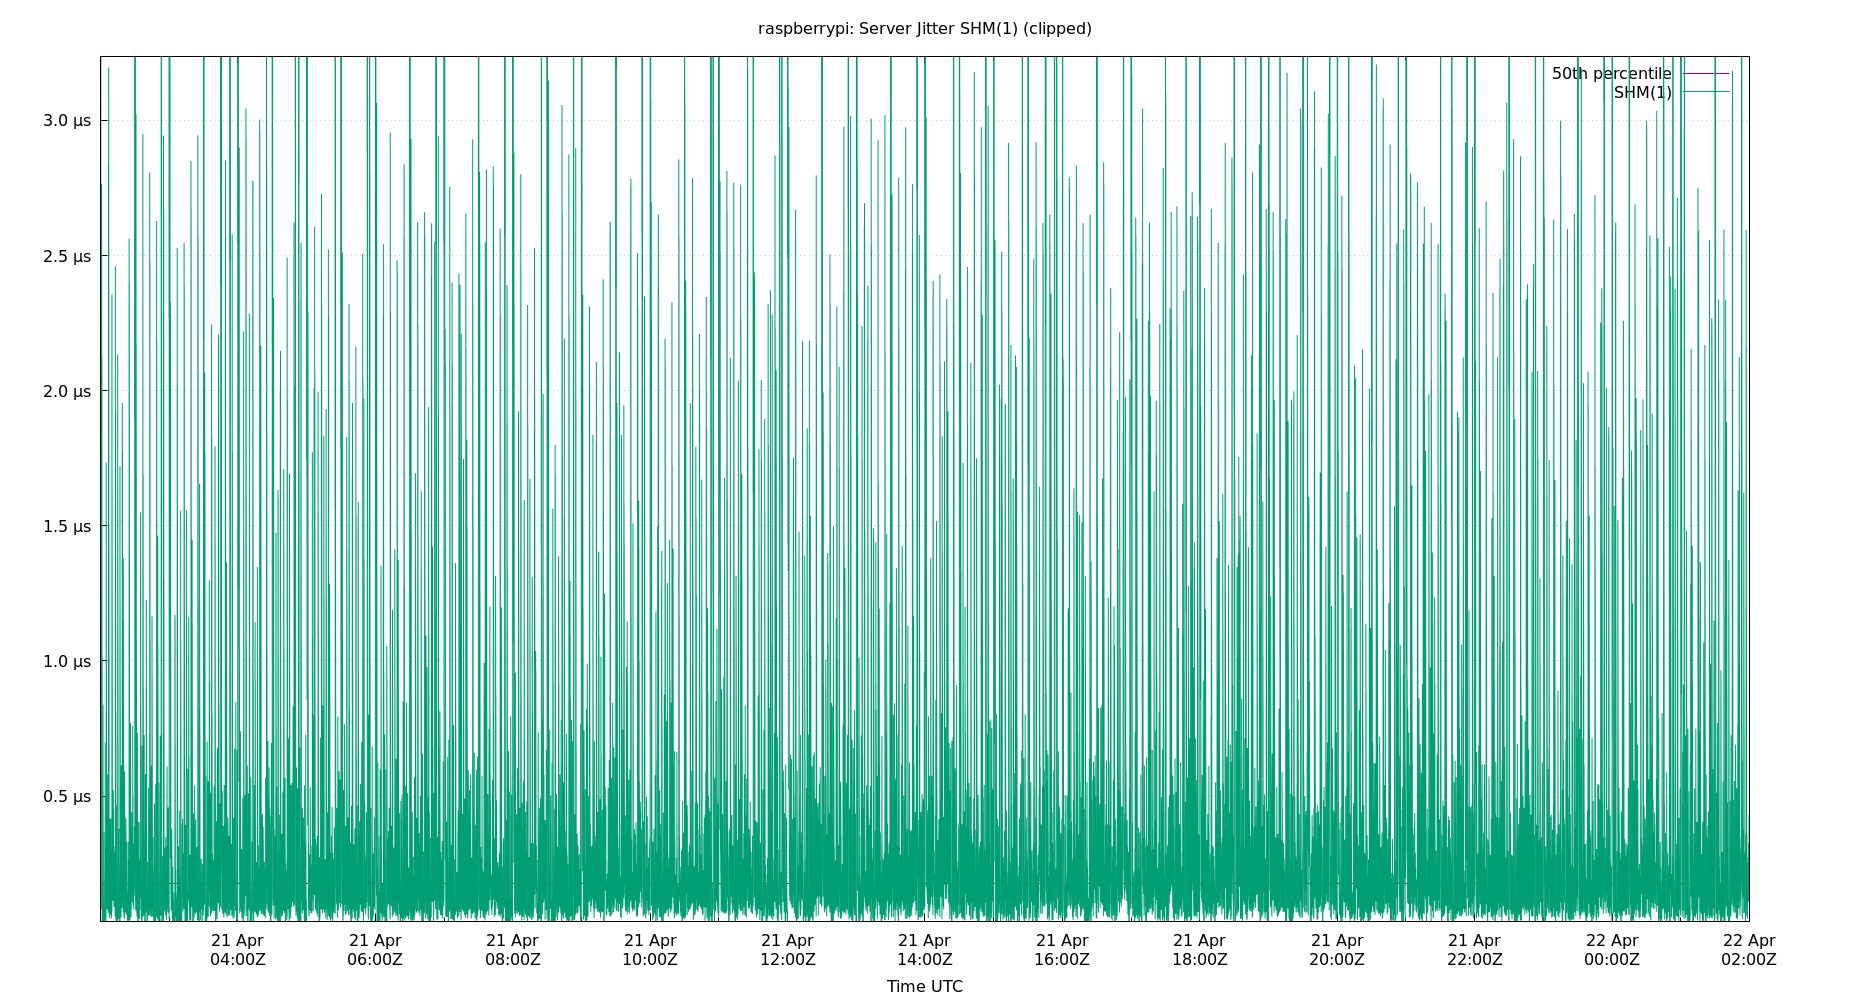 raspberrypi: Server Jitter SHM(1) (clipped)
50th percentile
SHM(1)
3.0 µs
2.5 µs
2.0 µs
1.5 µs
1.0 µs
0.5 µs
21 Apr 21 Apr 21 Apr 21 Apr 21 Apr 21 Apr 21 Apr 21 Apr 21 Apr 21 Apr 22 Apr 22 Apr
04:00Z 06:00Z 08:00Z 10:00Z 12:00Z 14:00Z 16:00Z 18:00Z 20:00Z 22:00Z 00:00Z 02:00Z
Time UTC